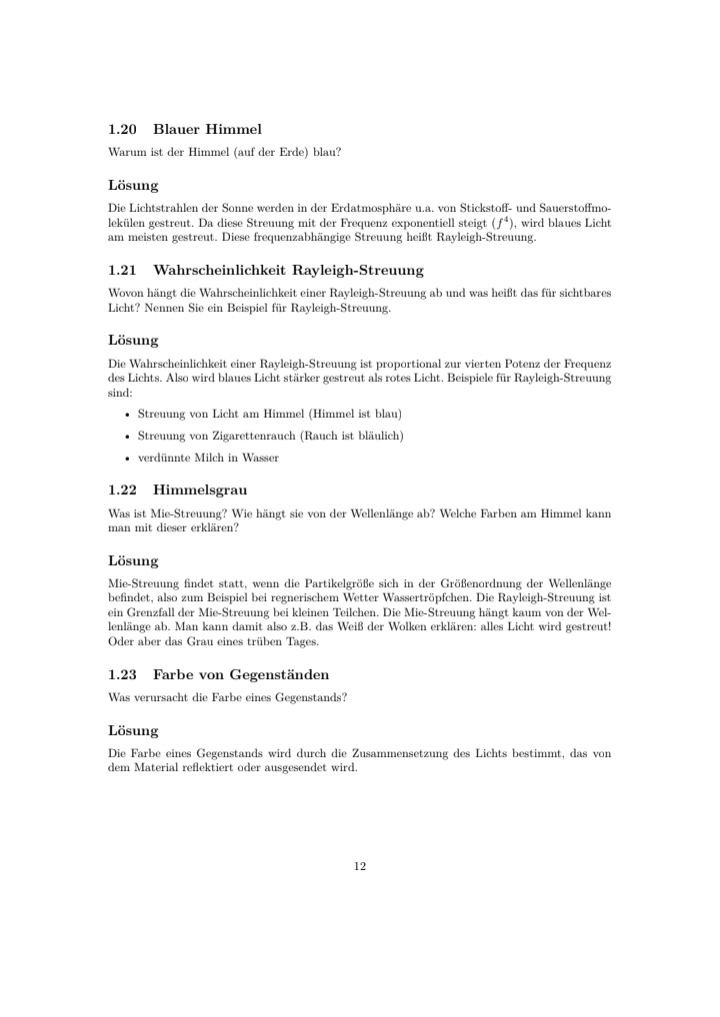 1.20 Blauer Himmel
Warum ist der Himmel (auf der Erde) blau?
Lösung
Die Lichtstrahlen der Sonne werden in der Erdatmosphäre u.a. von Stickstoff- und Sauerstoffmo-
lekülen gestreut. Da diese Streuung mit der Frequenz exponentiell steigt (f⁴), wird blaues Licht
am meisten gestreut. Diese frequenzabhängige Streuung heißt Rayleigh-Streuung.
1.21 Wahrscheinlichkeit Rayleigh-Streuung
Wovon hängt die Wahrscheinlichkeit einer Rayleigh-Streuung ab und was heißt das für sichtbares
Licht? Nennen Sie ein Beispiel für Rayleigh-Streuung.
Lösung
Die Wahrscheinlichkeit einer Rayleigh-Streuung ist proportional zur vierten Potenz der Frequenz
des Lichts. Also wird blaues Licht stärker gestreut als rotes Licht. Beispiele für Rayleigh-Streuung
sind:
• Streuung von Licht am Himmel (Himmel ist blau)
• Streuung von Zigarettenrauch (Rauch ist bläulich)
• verdünnte Milch in Wasser
1.22 Himmelsgrau
Was ist Mie-Streuung? Wie hängt sie von der Wellenlänge ab? Welche Farben am Himmel kann
man mit dieser erklären?
Lösung
Mie-Streuung findet statt, wenn die Partikelgröße sich in der Größenordnung der Wellenlänge
befindet, also zum Beispiel bei regnerischem Wetter Wassertröpfchen. Die Rayleigh-Streuung ist
ein Grenzfall der Mie-Streuung bei kleinen Teilchen. Die Mie-Streuung hängt kaum von der Wel-
lenlänge ab. Man kann damit also z.B. das Weiß der Wolken erklären: alles Licht wird gestreut!
Oder aber das Grau eines trüben Tages.
1.23 Farbe von Gegenständen
Was verursacht die Farbe eines Gegenstands?
Lösung
Die Farbe eines Gegenstands wird durch die Zusammensetzung des Lichts bestimmt, das von
dem Material reflektiert oder ausgesendet wird.
12